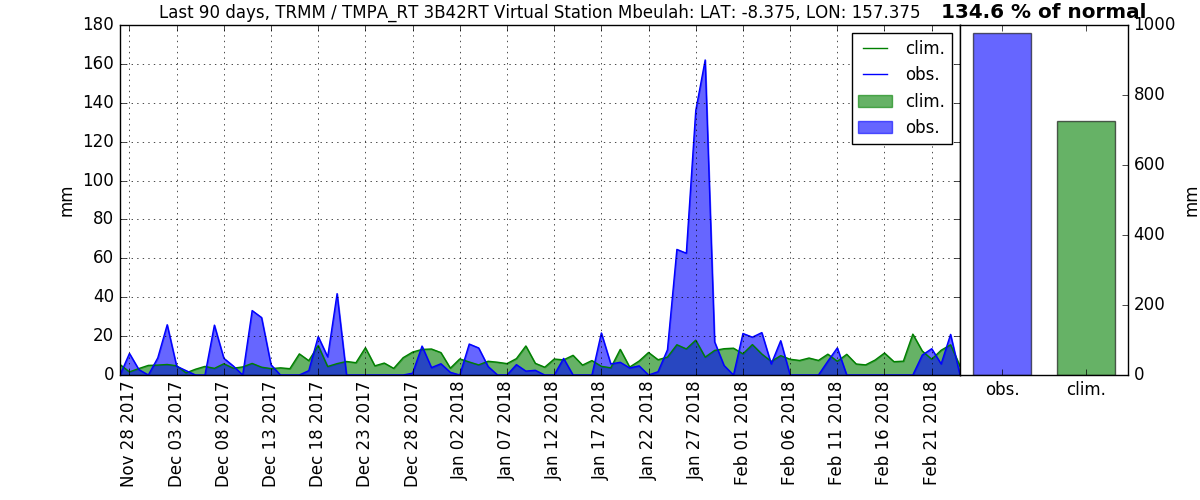 Last 90 days, TRMM / TMPA_RT 3B42RT Virtual Station Mbeulah: LAT: -8.375, LON: 157.375
134.6 % of normal
180
160
140
120
100
80
60
40
20
0
mm
clim.
obs.
clim.
obs.
1000
800
600
400
200
0
mm
obs.
clim.
Nov 28 2017
Dec 03 2017
Dec 08 2017
Dec 13 2017
Dec 18 2017
Dec 23 2017
Dec 28 2017
Jan 02 2018
Jan 07 2018
Jan 12 2018
Jan 17 2018
Jan 22 2018
Jan 27 2018
Feb 01 2018
Feb 06 2018
Feb 11 2018
Feb 16 2018
Feb 21 2018